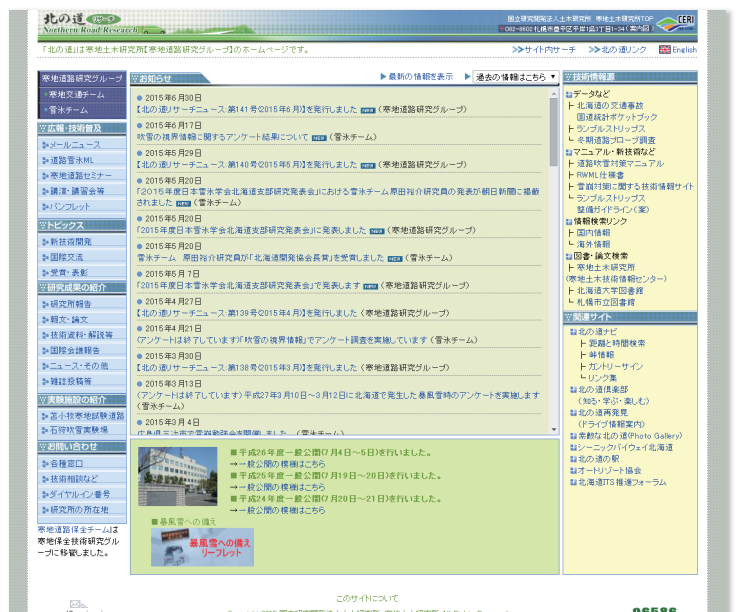 北の道 リサーチ
Northern Road Research
国立研究開発法人土木研究所 寒地土木研究所TOP
〒062-8602 札幌市豊平区平岸1条3丁目1-34(案内図)
CERI
「北の道」は寒地土木研究所【寒地道路研究グループ】のホームページです。
>>サイト内サーチ >>北の道リンク English
寒地道路研究グループ
寒地交通チーム
雪氷チーム
広報・技術普及
メールニュース
道路雪氷ML
寒地道路セミナー
講演・講習会等
パンフレット
トピックス
新技術開発
国際交流
受賞・表彰
研究成果の紹介
研究所報告
報文・論文
技術資料・解説等
国際会議報告
ニュース・その他
雑誌投稿等
実験施設の紹介
苫小牧寒地試験道路
石狩吹雪実験場
お問い合わせ
各種窓口
技術相談など
ダイヤルイン番号
研究所の所在地
寒地道路保全チームは
寒地保全技術研究グル
ープに移管しました。
お知らせ
最新の情報を表示
過去の情報はこちら
2015年6月30日
【北の道リサーチニュース:第141号(2015年6月)】を発行しました NEW (寒地道路研究グループ)
2015年6月17日
吹雪の視界情報に関するアンケート結果について NEW (雪氷チーム)
2015年5月29日
【北の道リサーチニュース:第140号(2015年5月)】を発行しました NEW (寒地道路研究グループ)
2015年5月20日
「2015年度日本雪氷学会北海道支部研究発表会」における雪氷チーム原田裕介研究員の発表が朝日新聞に掲載
されました NEW (雪氷チーム)
2015年5月20日
「2015年度日本雪氷学会北海道支部研究発表会」に発表しました NEW (寒地道路研究グループ)
2015年5月20日
雪氷チーム 原田裕介研究員が「北海道開発協会長賞」を受賞しました NEW (雪氷チーム)
2015年5月 7日
「2015年度日本雪氷学会北海道支部研究発表会」で発表します NEW (寒地道路研究グループ)
2015年4月27日
【北の道リサーチニュース:第139号(2015年4月)】を発行しました (寒地道路研究グループ)
2015年4月21日
(アンケートは終了しています)「吹雪の視界情報」でアンケート調査を実施しています (雪氷チーム)
2015年3月30日
【北の道リサーチニュース:第138号(2015年3月)】を発行しました (寒地道路研究グループ)
2015年3月13日
(アンケートは終了しています) 平成27年3月10日～3月12日に北海道で発生した暴風雪時のアンケートを実施します
(雪氷チーム)
2015年3月 4日
広島県三次市で雪崩勉強会を開催しました (雪氷チーム)
平成26年度一般公開(7月4日～5日)を行いました。
→一般公開の模様はこちら
平成25年度一般公開(7月19日～20日)を行いました。
→一般公開の模様はこちら
平成24年度一般公開(7月20日～21日)を行いました。
→一般公開の模様はこちら
暴風雪への備え
暴風雪への備え
リーフレット
技術情報源
データなど
北海道の交通事故
国道統計ポケットブック
ランブルストリップス
冬期道路プローブ調査
マニュアル・新技術など
道路吹雪対策マニュアル
RWML仕様書
雪崩対策に関する技術情報サイト
ランブルストリップス
整備ガイドライン(案)
情報検索リンク
国内情報
海外情報
図書・論文検索
寒地土木研究所
(寒地土木技術情報センター)
北海道大学図書館
札幌市立図書館
関連サイト
北の道ナビ
距離と時間検索
峠情報
カントリーサイン
リンク集
北の道倶楽部
(知る・学ぶ・楽しむ)
北の道再発見
(ドライブ情報案内)
素敵な北の道(Photo Gallery)
シーニックバイウェイ北海道
北の道の駅
オートリゾート協会
北海道ITS推進フォーラム
このサイトについて
96586